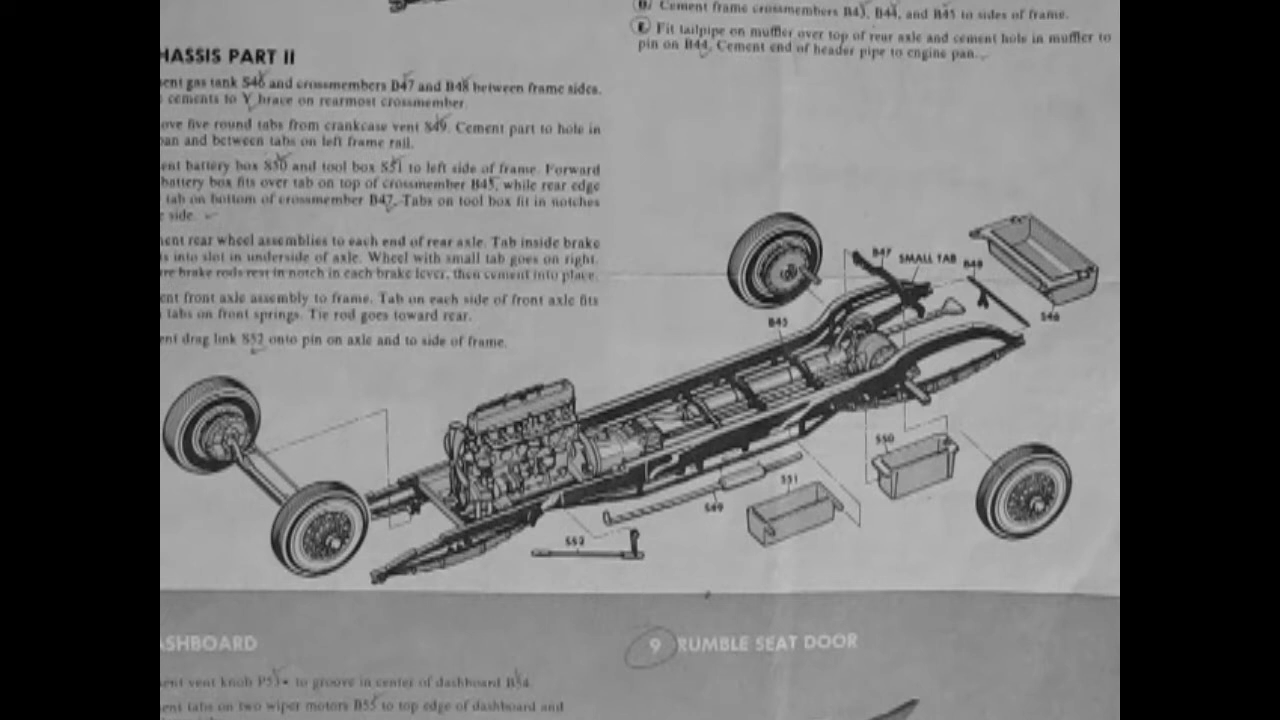 D. Cement frame crossmembers B43, B44, and B45 to sides of frame.
E Fit tailpipe on muffler over top of rear axle and cement hole in muffler to
pin on B44. Cement end of header pipe to engine pan.
HASSIS PART II
ent gas tank S46 and crossmembers B47 and B48 between frame sides.
cements to Y brace on rearmost crossmember.
ove five round tabs from crankcase vent S49. Cement part to hole in
pan and between tabs on left frame rail.
ent battery box S50 and tool box S51 to left side of frame. Forward
battery box fits over tab on top of crossmember B45, while rear edge
tab on bottom of crossmember B47. Tabs on tool box fit in notches
side.
ent rear wheel assemblies to each end of rear axle. Tab inside brake
s into slot in underside of axle. Wheel with small tab goes on right.
re brake rods rest in notch in each brake lever, then cement into place.
ent front axle assembly to frame. Tab on each side of front axle fits
tabs on front springs. Tie rod goes toward rear.
ent drag link S52 onto pin on axle and to side of frame.
B47
SMALL TAB
B48
S46
B45
S50
S51
S49
S52
ASHBOARD
9 RUMBLE SEAT DOOR
ent vent knob P53* to groove in center of dashboard B54.
ent tabs on two wiper motors B55 to top edge of dashboard and